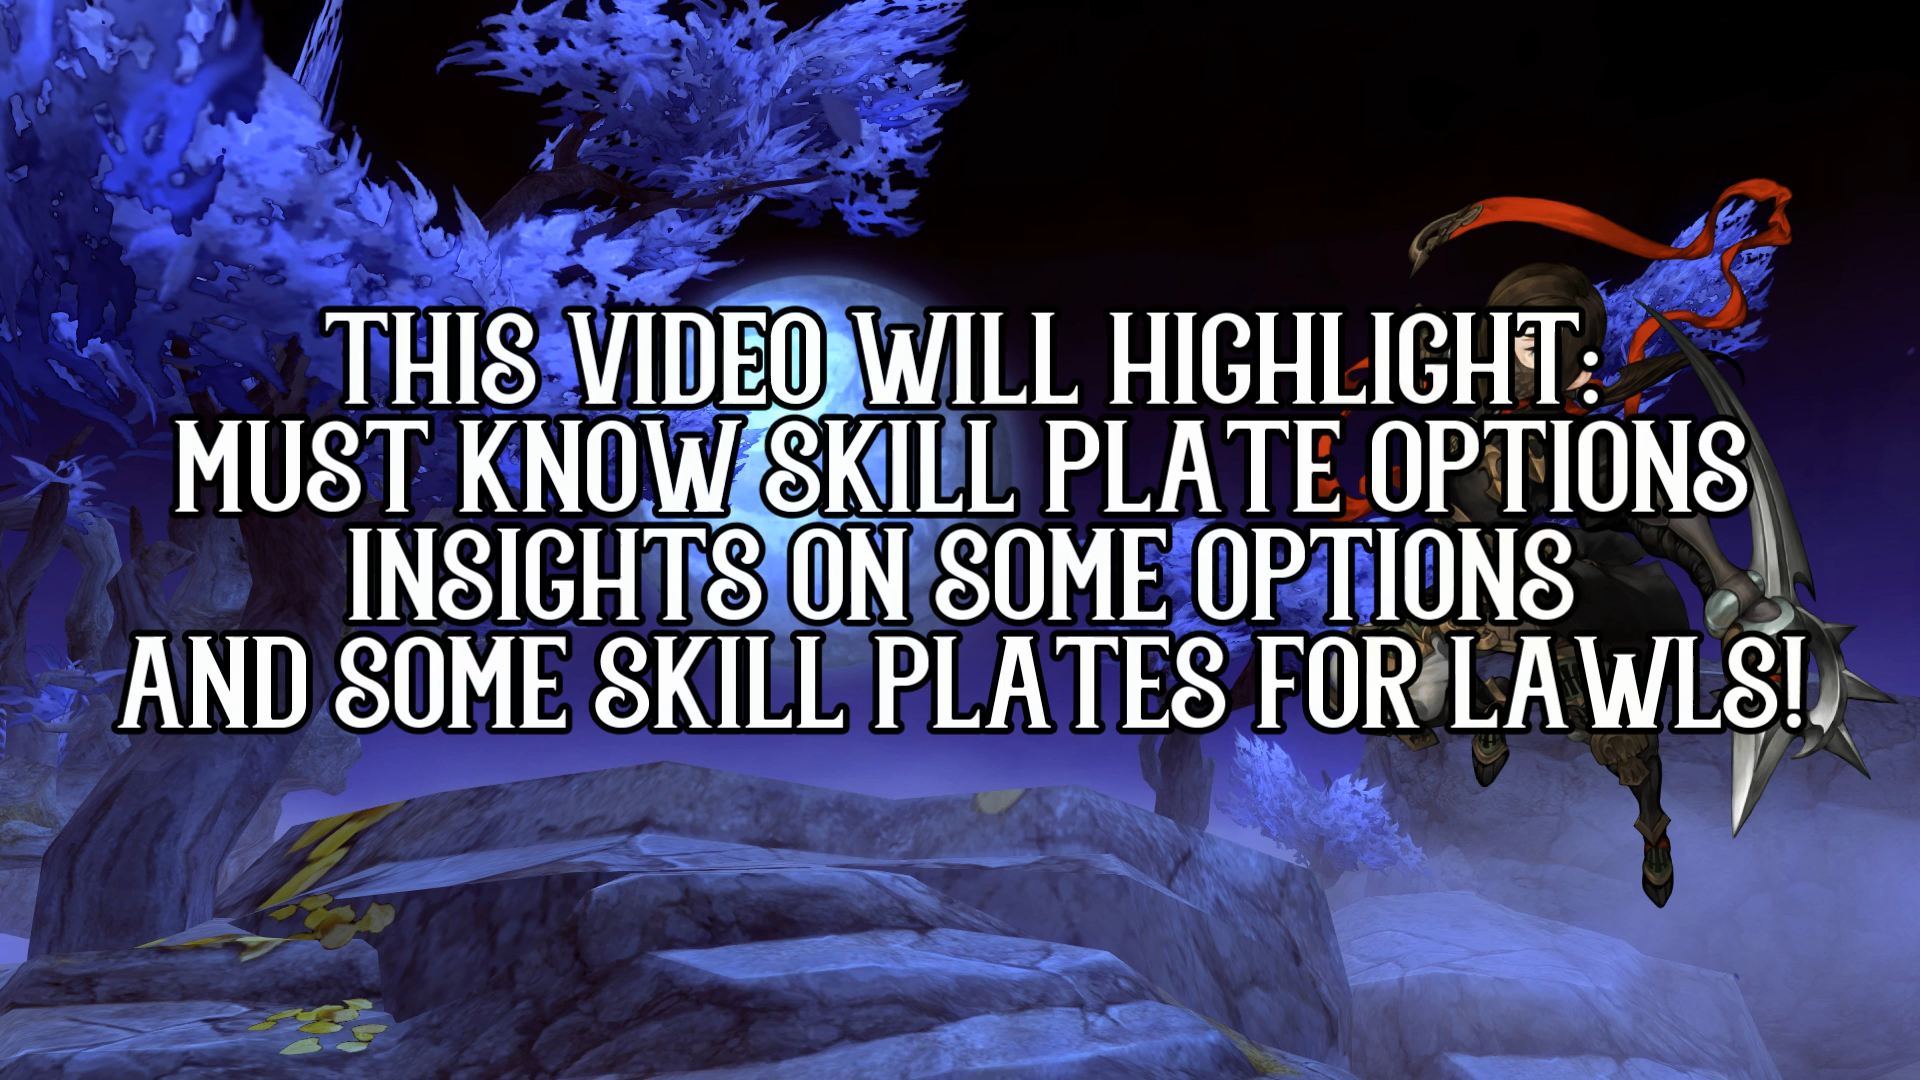 THIS VIDEO WILL HIGHLIGHT:
MUST KNOW SKILL PLATE OPTIONS
INSIGHTS ON SOME OPTIONS
AND SOME SKILL PLATES FOR LAWLS!